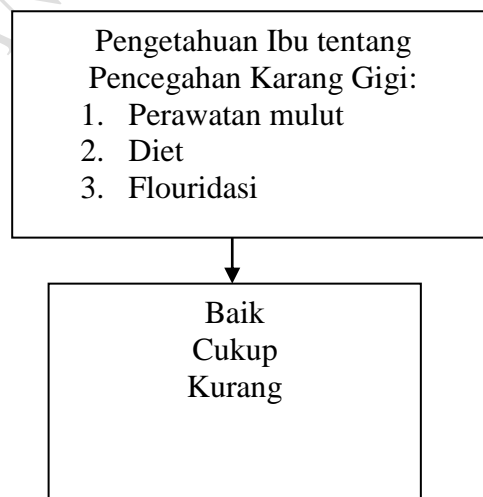 Pengetahuan Ibu tentang
Pencegahan Karang Gigi:
1. Perawatan mulut
2. Diet
3. Flouridasi
Baik
Cukup
Kurang